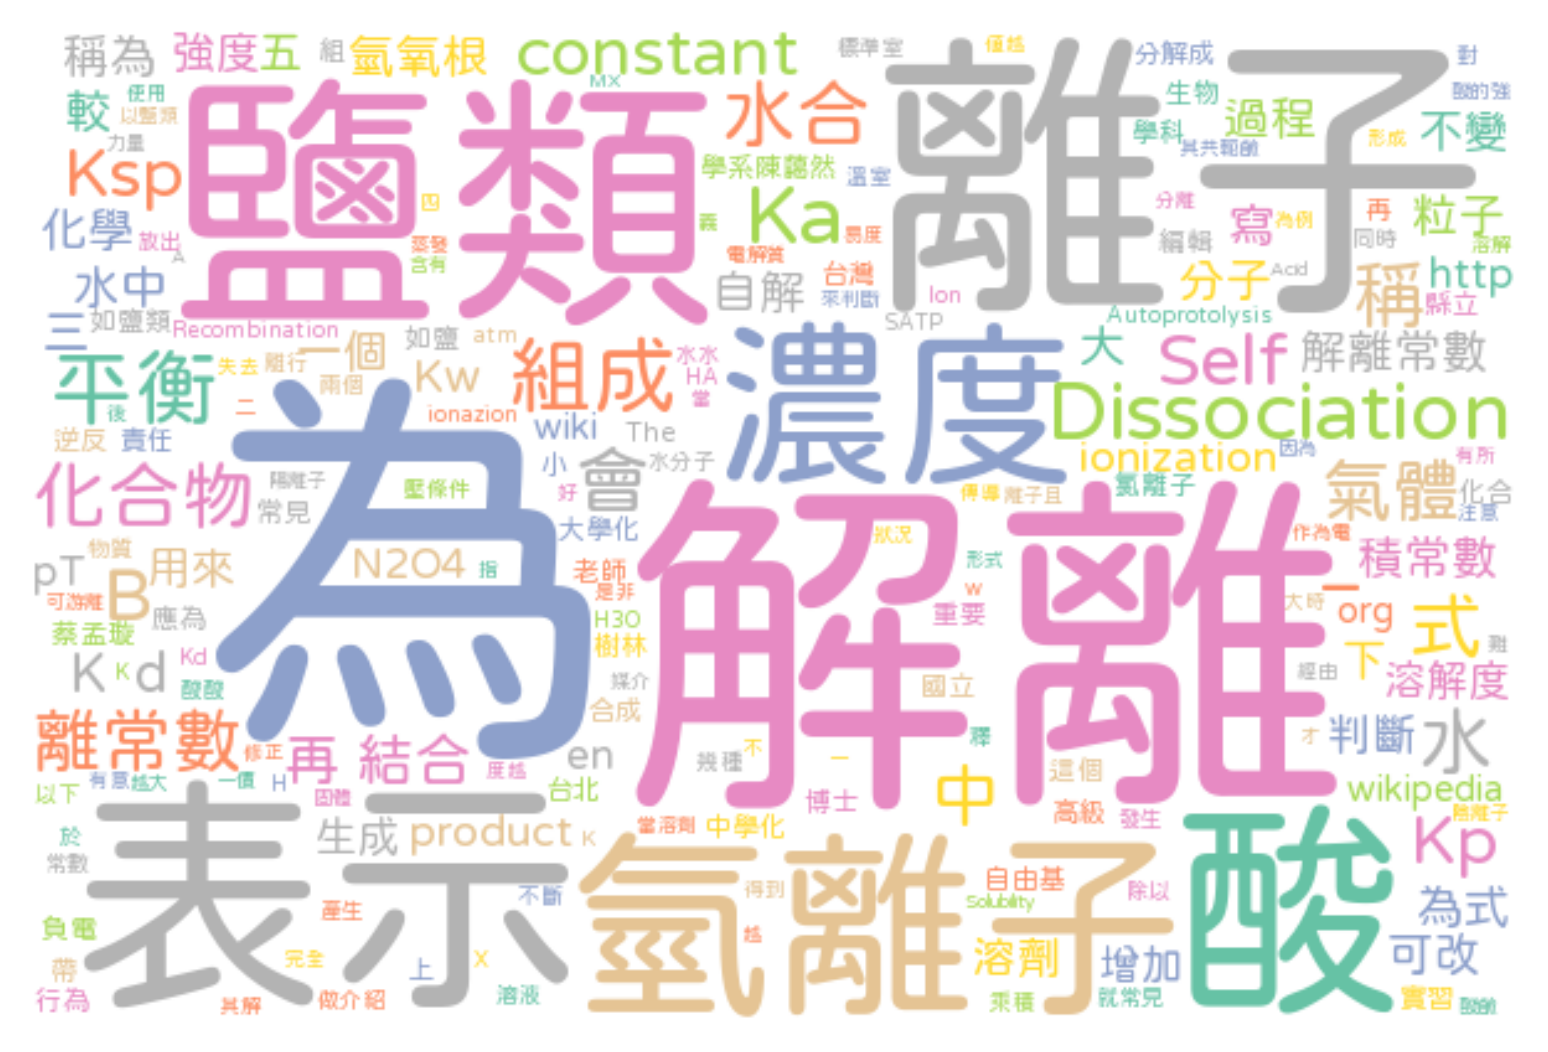 稱為
強度五
組
氫氧根
constant
標準室
值越
分解成
對
較
使用
以鹽類
力量
鹽類
MX
水合
離子
生物
酸的強
學科
過程
其共軛鹼
形成
不變
Ksp
四
學系陳藹然
溫室
Ka
義
易度
電解質
分離
編輯
寫
為例
再
同時
粒子
溶解
化學
放出
A
蒸發
含有
自解
台灣
來判斷
Ion
SATP
分子
Acid
稱
http
縣立
Autoprotolysis
水中
三
如鹽類
Recombination
一個
如鹽
atm
Kw
組成
水水
HA
當
濃度
大
Self
解離常數
Dissociation
平衡
後
失去
離行
兩個
二
ionazion
wiki
The
ionization
因為
逆反
責任
為
小
好
會
水分子
傳導
離子且
氯離子
氣體
有所
化合
注意
化合物
隔離子
常見
壓條件
大學化
解離
狀況
形式
w
重要
作為電
積常數
pT
物質
B
用來
N2O4
指
老師
是非
可游離
應為
蔡孟璇
H3O
樹林
一
org
大時
式
下
難
經由
溶解度
K
K
d
Kd
酸酸
媒介
合成
國立
離常數
修正
再
結合
度越
en
幾種
不
一
釋
這個
才
判斷
水
以下
有意
越大
一價
H
固體
台北
博士
中
高級
發生
wikipedia
陰離子
於
常數
表示
生成
product
K
當溶劑
中學化
氫離子
自由基
Solubility
除以
酸
Kp
不斷
得到
越
負電
產生
帶
完全
上
X
溶劑
增加
為式
可改
行為
其解
做介紹
溶液
乘積
就常見
實習
酸鹼